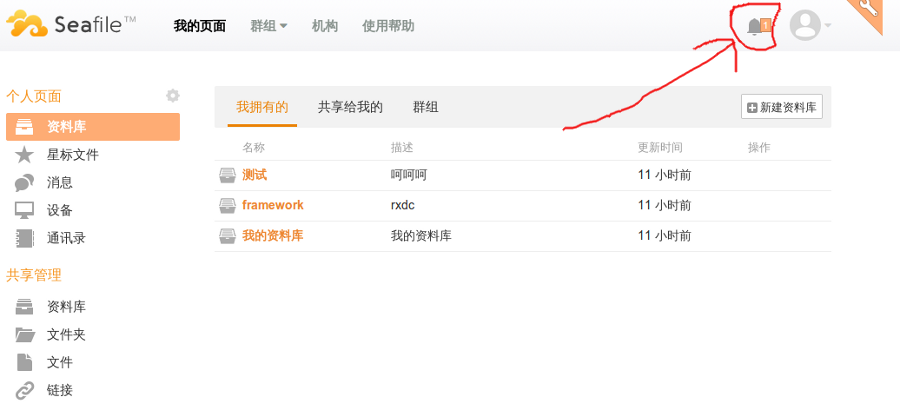 Seafile™ 我的页面 群组 机构 使用帮助 1
个人页面
资料库
星标文件
消息
设备
通讯录
共享管理
资料库
文件夹
文件
链接
我拥有的 共享给我的 群组 新建资料库
名称 描述 更新时间 操作
测试 呵呵呵 11 小时前
framework rxdc 11 小时前
我的资料库 我的资料库 11 小时前